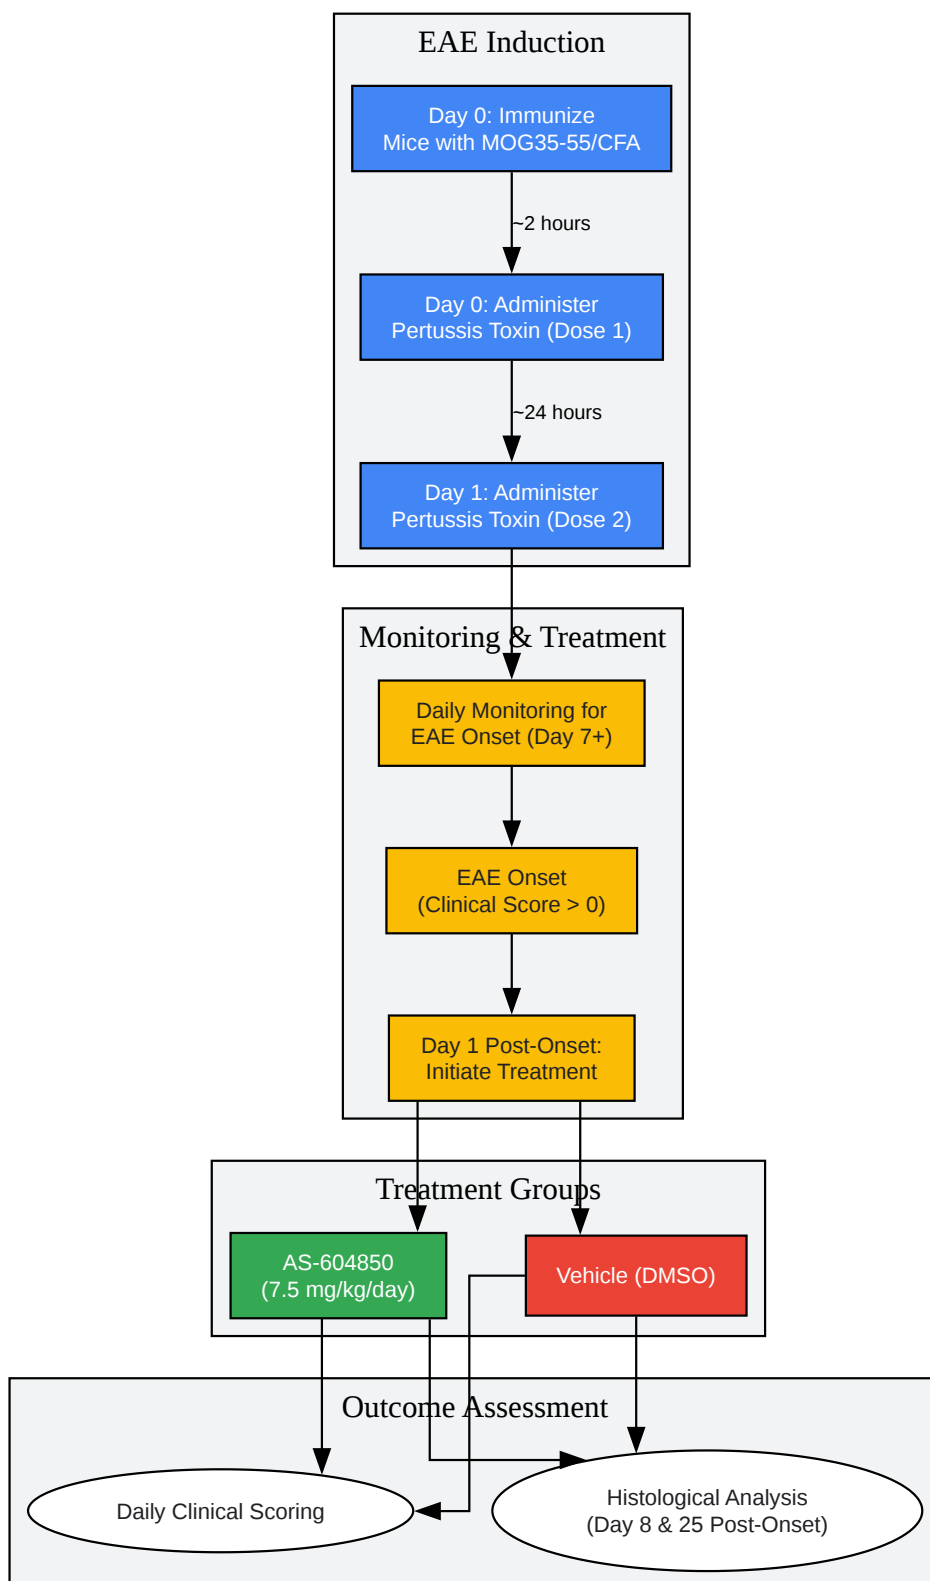 EAE Induction
Day 0: Immunize
Mice with MOG35-55/CFA
~2 hours
Day 0: Administer
Pertussis Toxin (Dose 1)
~24 hours
Day 1: Administer
Pertussis Toxin (Dose 2)
Monitoring & Treatment
Daily Monitoring for
EAE Onset (Day 7+)
EAE Onset
(Clinical Score > 0)
Day 1 Post-Onset:
Initiate Treatment
Treatment Groups
AS-604850
(7.5 mg/kg/day)
Vehicle (DMSO)
Outcome Assessment
Daily Clinical Scoring
Histological Analysis
(Day 8 & 25 Post-Onset)